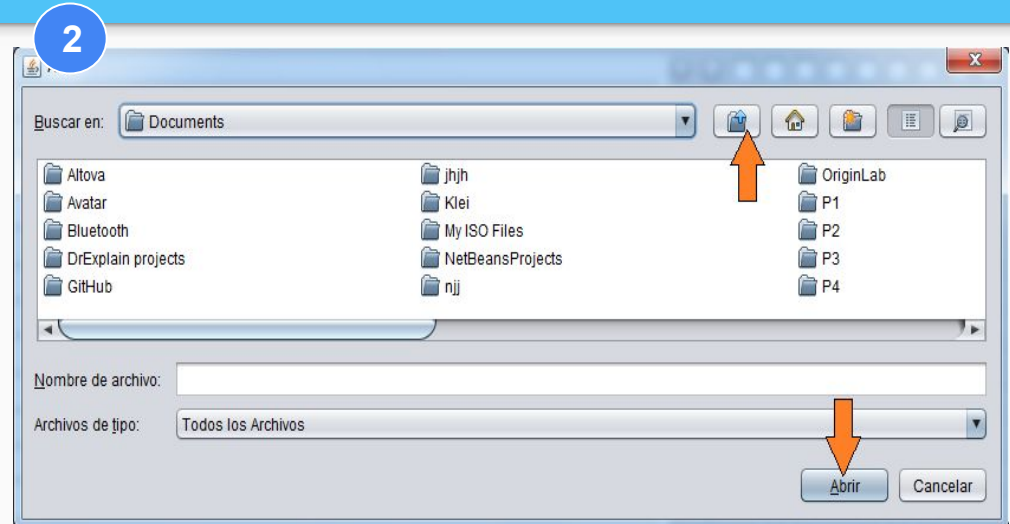 2
Buscar en: Documents
Altova jhjh OriginLab
Avatar Klei P1
Bluetooth My ISO Files P2
DrExplain projects NetBeansProjects P3
GitHub njj P4
Nombre de archivo:
Archivos de tipo: Todos los Archivos
Abrir Cancelar